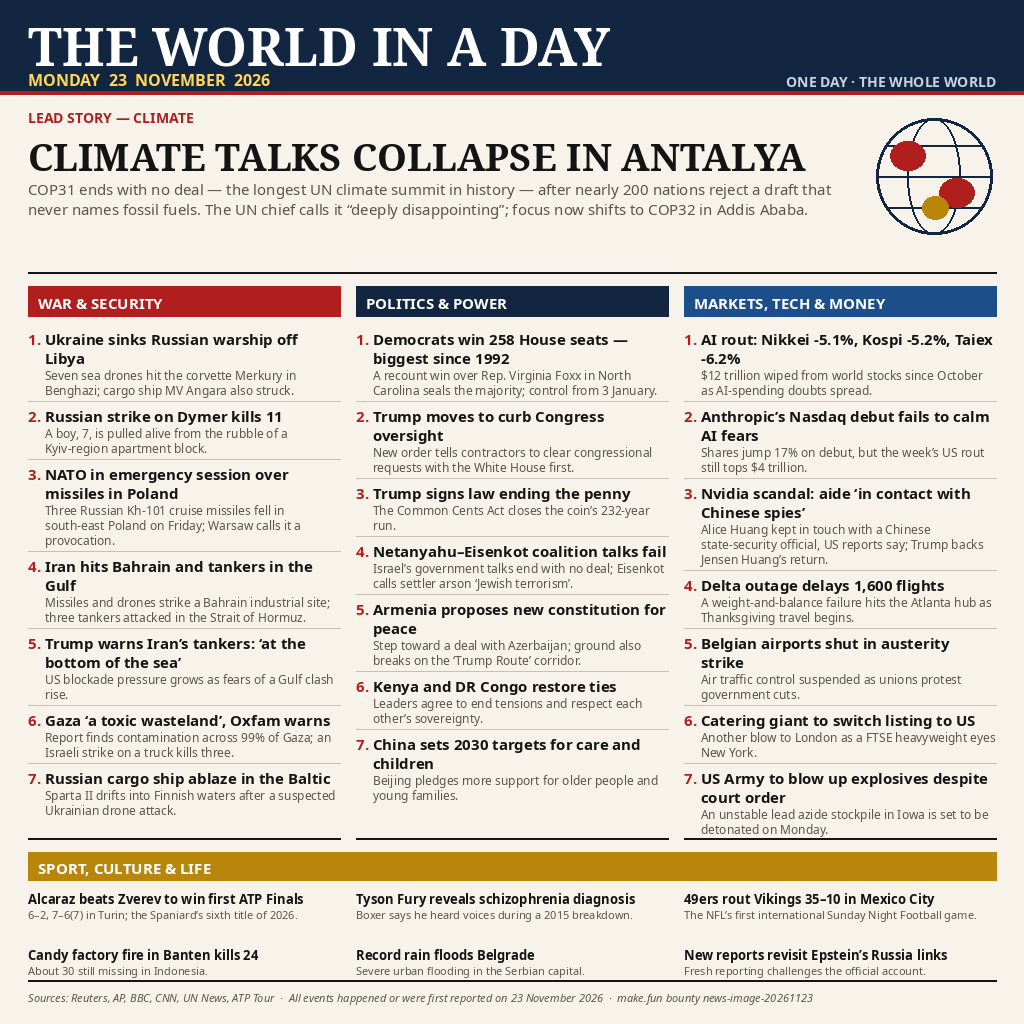 THE WORLD IN A DAY
MONDAY 23 NOVEMBER 2026
ONE DAY · THE WHOLE WORLD
LEAD STORY — CLIMATE
CLIMATE TALKS COLLAPSE IN ANTALYA
COP31 ends with no deal — the longest UN climate summit in history — after nearly 200 nations reject a draft that
never names fossil fuels. The UN chief calls it “deeply disappointing”; focus now shifts to COP32 in Addis Ababa.
WAR & SECURITY
1. Ukraine sinks Russian warship off
Libya
Seven sea drones hit the corvette Merkury in
Benghazi; cargo ship MV Angara also struck.
2. Russian strike on Dymer kills 11
A boy, 7, is pulled alive from the rubble of a
Kyiv-region apartment block.
3. NATO in emergency session over
missiles in Poland
Three Russian Kh-101 cruise missiles fell in
south-east Poland on Friday; Warsaw calls it a
provocation.
4. Iran hits Bahrain and tankers in the
Gulf
Missiles and drones strike a Bahrain industrial site;
three tankers attacked in the Strait of Hormuz.
5. Trump warns Iran’s tankers: ‘at the
bottom of the sea’
US blockade pressure grows as fears of a Gulf clash
rise.
6. Gaza ‘a toxic wasteland’, Oxfam warns
Report finds contamination across 99% of Gaza; an
Israeli strike on a truck kills three.
7. Russian cargo ship ablaze in the Baltic
Sparta II drifts into Finnish waters after a suspected
Ukrainian drone attack.
POLITICS & POWER
1. Democrats win 258 House seats —
biggest since 1992
A recount win over Rep. Virginia Foxx in North
Carolina seals the majority; control from 3 January.
2. Trump moves to curb Congress
oversight
New order tells contractors to clear congressional
requests with the White House first.
3. Trump signs law ending the penny
The Common Cents Act closes the coin’s 232-year
run.
4. Netanyahu–Eisenkot coalition talks fail
Israel’s government talks end with no deal; Eisenkot
calls settler arson ‘Jewish terrorism’.
5. Armenia proposes new constitution for
peace
Step toward a deal with Azerbaijan; ground also
breaks on the ‘Trump Route’ corridor.
6. Kenya and DR Congo restore ties
Leaders agree to end tensions and respect each
other’s sovereignty.
7. China sets 2030 targets for care and
children
Beijing pledges more support for older people and
young families.
MARKETS, TECH & MONEY
1. AI rout: Nikkei -5.1%, Kospi -5.2%, Taiex
-6.2%
$12 trillion wiped from world stocks since October
as AI-spending doubts spread.
2. Anthropic’s Nasdaq debut fails to calm
AI fears
Shares jump 17% on debut, but the week’s US rout
still tops $4 trillion.
3. Nvidia scandal: aide ‘in contact with
Chinese spies’
Alice Huang kept in touch with a Chinese
state-security official, US reports say; Trump backs
Jensen Huang’s return.
4. Delta outage delays 1,600 flights
A weight-and-balance failure hits the Atlanta hub as
Thanksgiving travel begins.
5. Belgian airports shut in austerity
strike
Air traffic control suspended as unions protest
government cuts.
6. Catering giant to switch listing to US
Another blow to London as a FTSE heavyweight eyes
New York.
7. US Army to blow up explosives despite
court order
An unstable lead azide stockpile in Iowa is set to be
detonated on Monday.
SPORT, CULTURE & LIFE
Alcaraz beats Zverev to win first ATP Finals
6–2, 7–6(7) in Turin; the Spaniard’s sixth title of 2026.
Tyson Fury reveals schizophrenia diagnosis
Boxer says he heard voices during a 2015 breakdown.
49ers rout Vikings 35–10 in Mexico City
The NFL’s first international Sunday Night Football game.
Candy factory fire in Banten kills 24
About 30 still missing in Indonesia.
Record rain floods Belgrade
Severe urban flooding in the Serbian capital.
New reports revisit Epstein’s Russia links
Fresh reporting challenges the official account.
Sources: Reuters, AP, BBC, CNN, UN News, ATP Tour · All events happened or were first reported on 23 November 2026 · make.fun bounty news-image-20261123